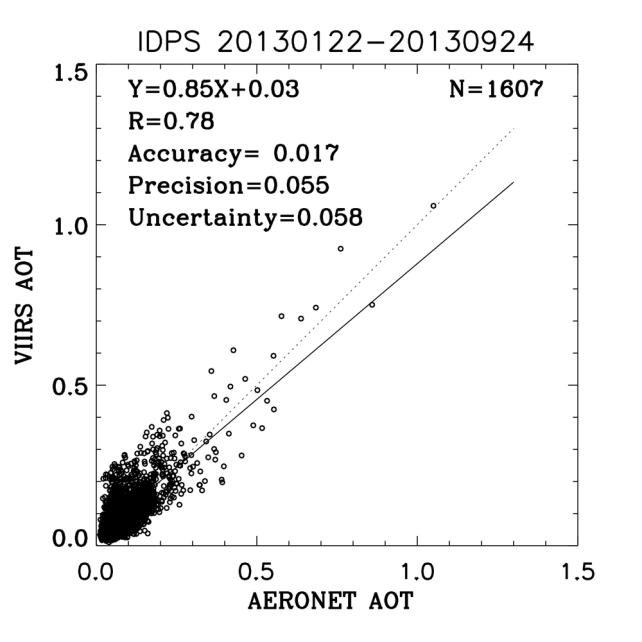 IDPS 20130122-20130924
1.5
Y=0.85X+0.03 N=1607
R=0.78
Accuracy= 0.017
Precision=0.055
Uncertainty=0.058
1.0
VIIRS AOT
0.5
0.0
0.0 0.5 1.0 1.5
AERONET AOT